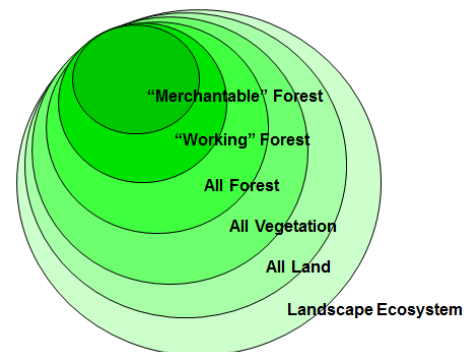 “Merchantable” Forest
“Working” Forest
All Forest
All Vegetation
All Land
Landscape Ecosystem